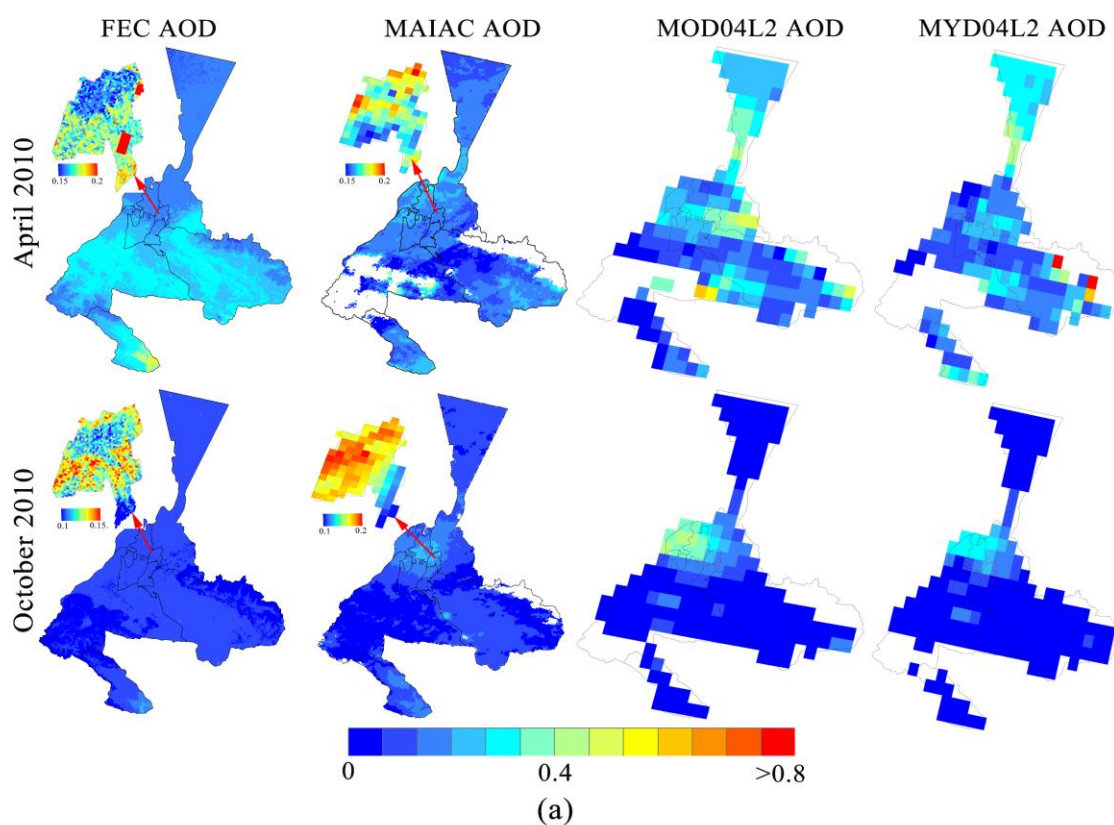 FEC AOD MAIAC AOD MOD04L2 AOD MYD04L2 AOD
April 2010
0.15 0.2
0.15 0.2
October 2010
0.1 0.15.
0.1 0.2
0 0.4 >0.8
(a)